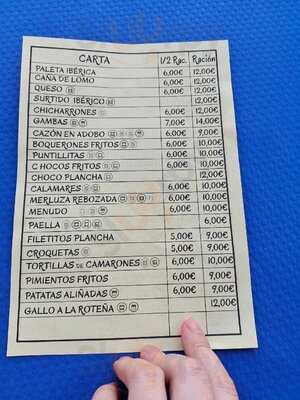 CARTA 1/2 Rac. Ración
PALETA IBÉRICA 6,00€ 12,00€
CAÑA DE LOMO 6,00€ 12,00€
QUESO 6,00€ 12,00€
SURTIDO IBÉRICO 12,00€
CHICHARRONES 6,00€ 12,00€
GAMBAS 7,00€ 14,00€
CAZÓN EN ADOBO 6,00€ 9,00€
BOQUERONES FRITOS 6,00€ 10,00€
PUNTILLITAS 6,00€ 10,00€
CHOCOS FRITOS 6,00€ 10,00€
CHOCO PLANCHA 12,00€
CALAMARES 6,00€ 10,00€
MERLUZA REBOZADA 6,00€ 10,00€
MENUDO 6,00€ 10,00€
PAELLA 6,00€
FILETITOS PLANCHA 5,00€ 9,00€
CROQUETAS 5,00€ 9,00€
TORTILLAS DE CAMARONES 6,00€ 10,00€
PIMIENTOS FRITOS 6,00€ 9,00€
PATATAS ALIÑADAS 6,00€ 9,00€
GALLO A LA ROTEÑA 12,00€